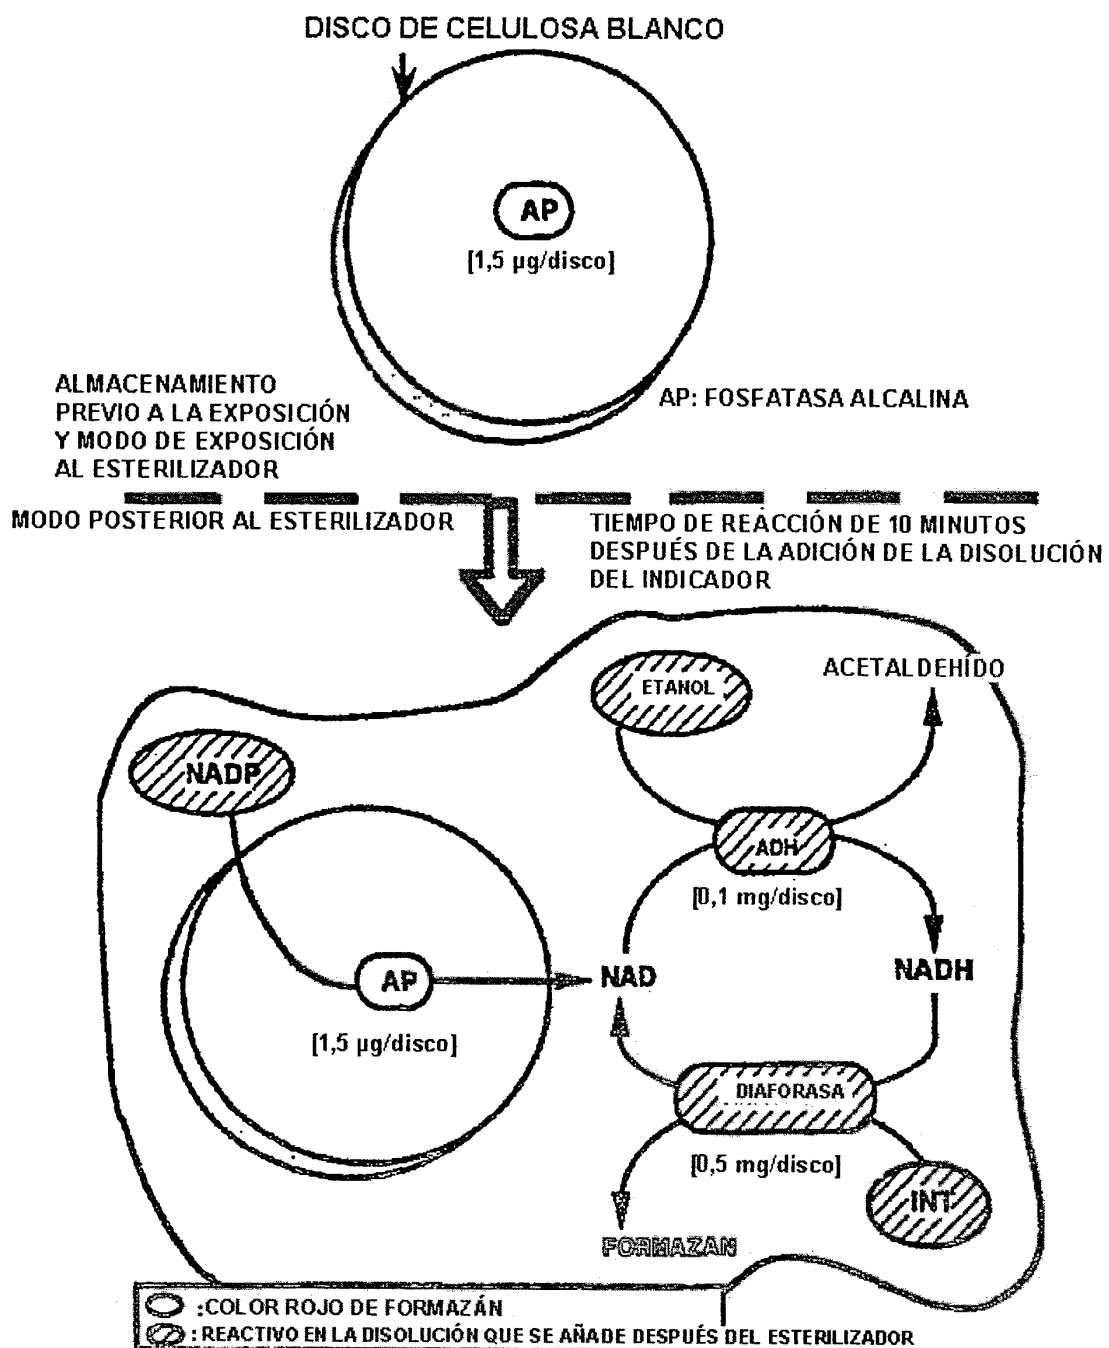 DISCO DE CELULOSA BLANCO
AP
[1,5 µg/disco]
ALMACENAMIENTO
PREVIO A LA EXPOSICIÓN
Y MODO DE EXPOSICIÓN
AL ESTERILIZADOR
AP: FOSFATASA ALCALINA
MODO POSTERIOR AL ESTERILIZADOR
TIEMPO DE REACCIÓN DE 10 MINUTOS
DESPUÉS DE LA ADICIÓN DE LA DISOLUCIÓN
DEL INDICADOR
ETANOL
ACETALDEHÍDO
NADP
ADH
[0,1 mg/disco]
AP
NAD
NADH
[1,5 µg/disco]
DIAFORASA
[0,5 mg/disco]
INT
FORMAZAN
:COLOR ROJO DE FORMAZÁN
: REACTIVO EN LA DISOLUCIÓN QUE SE AÑADE DESPUÉS DEL ESTERILIZADOR